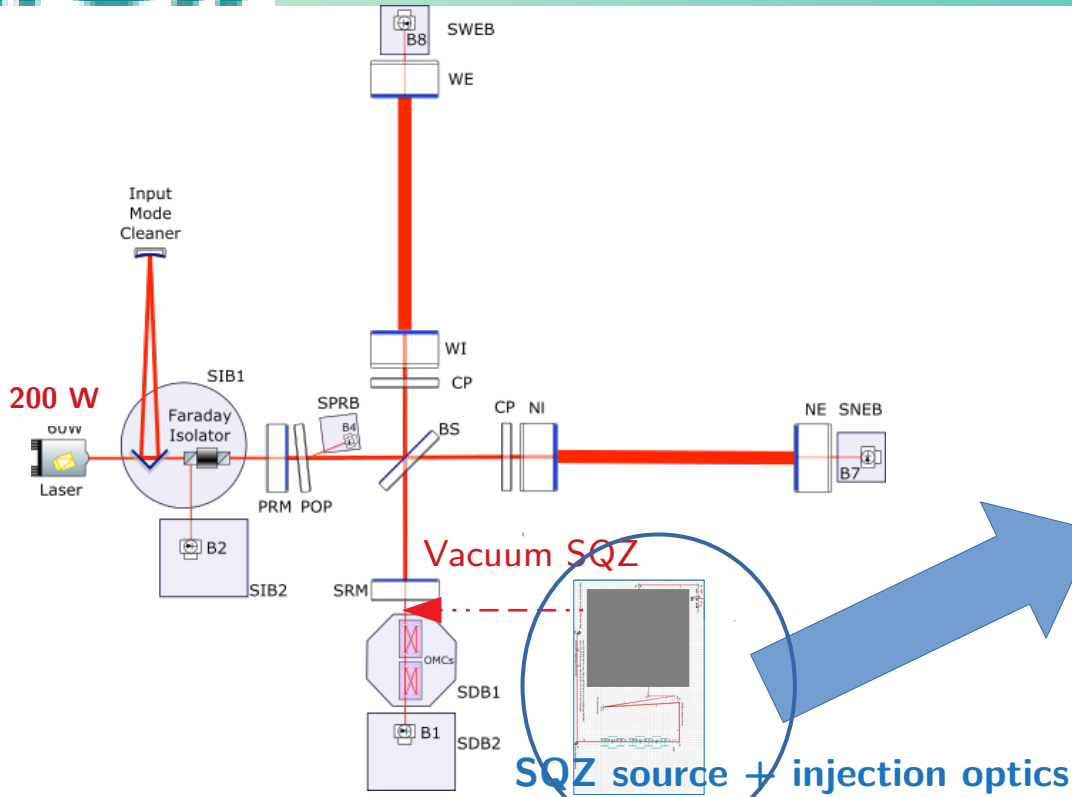 SWEB
B8
WE
Input
Mode
Cleaner
WI
CP
SIB1
200 W
SPRB
CP NI
NE SNEB
Faraday
Isolator
B4
BS
60W
B7
Laser
PRM POP
B2
Vacuum SQZ
SIB2
SRM
OMCs
SDB1
B1
SDB2
SQZ source + injection optics